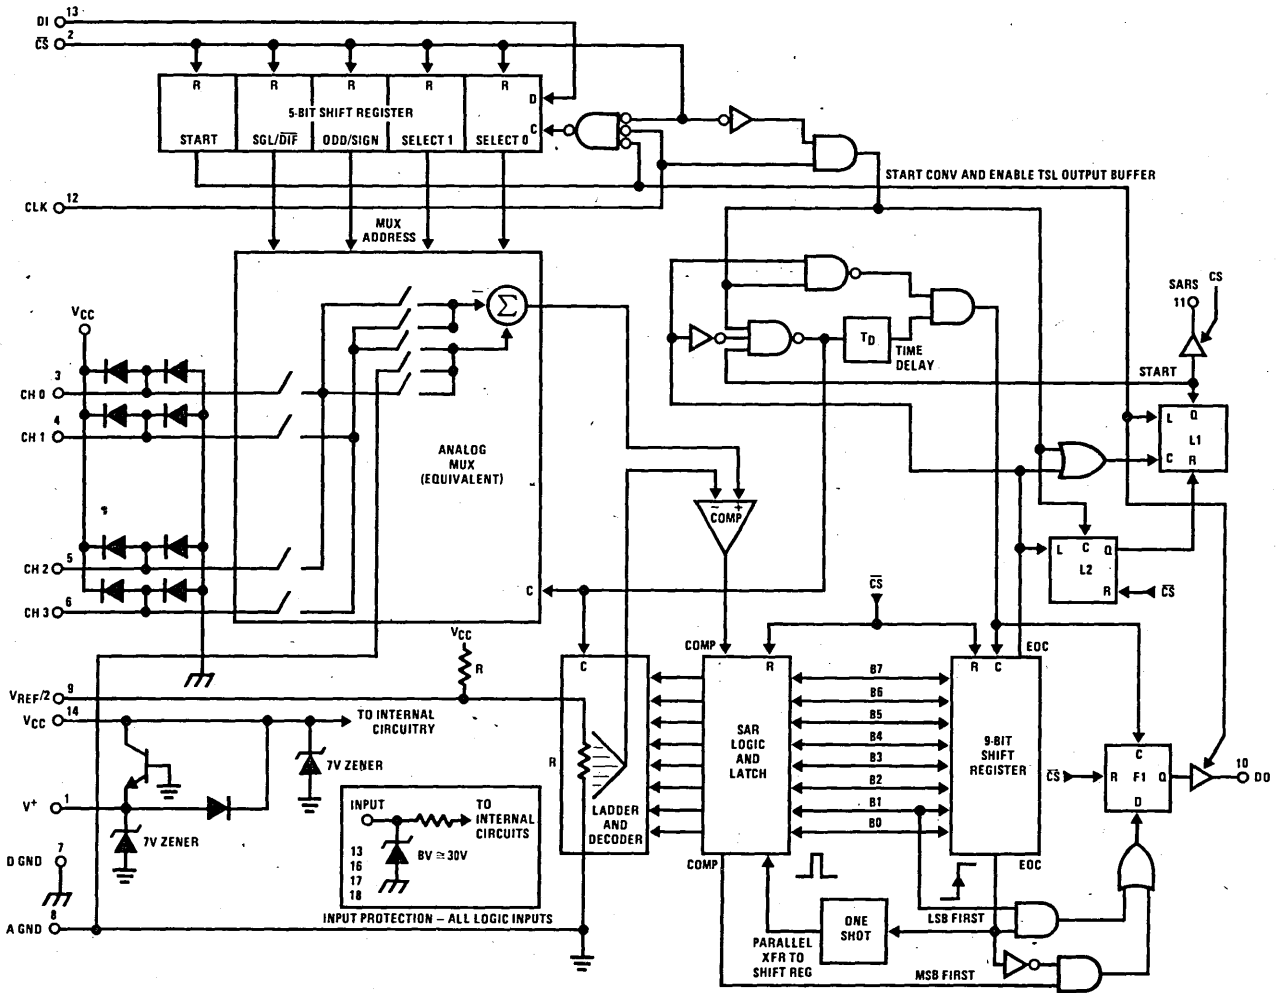 DI 13
CS 2
R R R R R
D
5-BIT SHIFT REGISTER
C
START SGL/DIF ODD/SIGN SELECT 1 SELECT 0
START CONV AND ENABLE TSL OUTPUT BUFFER
CLK 12
MUX
ADDRESS
VCC
− Σ
TD
TIME
DELAY
SARS
11
CS
START
3
CH 0
4
CH 1
L Q
L1
C R
ANALOG
MUX
(EQUIVALENT)
− +
COMP
L C Q
L2
R CS
5
CH 2
6
CH 3
C
CS
VCC
R
C
COMP
R
R C
EOC
VREF/2 9
VCC 14
TO INTERNAL
CIRCUITRY
7V ZENER
V+ 1
7V ZENER
D GND 7
8
A GND
INPUT
TO
INTERNAL
CIRCUITS
13
16
17
18
BV ≅ 30V
INPUT PROTECTION – ALL LOGIC INPUTS
R
LADDER
AND
DECODER
SAR
LOGIC
AND
LATCH
COMP
B7
B6
B5
B4
B3
B2
B1
B0
9-BIT
SHIFT
REGISTER
EOC
CS
C
R F1 Q
D
10
DO
LSB FIRST
ONE
SHOT
PARALLEL
XFR TO
SHIFT REG
MSB FIRST